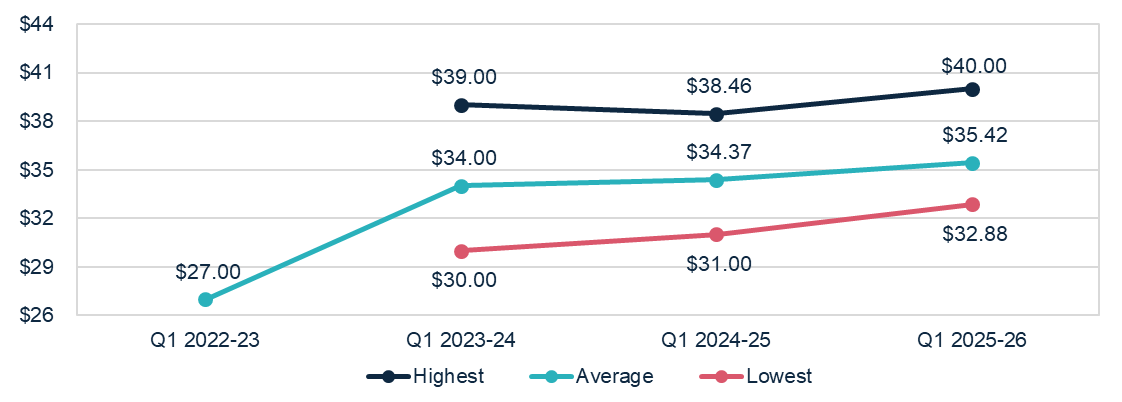 $44
$41
$38
$35
$32
$29
$26
$39.00
$38.46
$40.00
$34.00
$34.37
$35.42
$27.00
$30.00
$31.00
$32.88
Q1 2022-23
Q1 2023-24
Q1 2024-25
Q1 2025-26
Highest
Average
Lowest